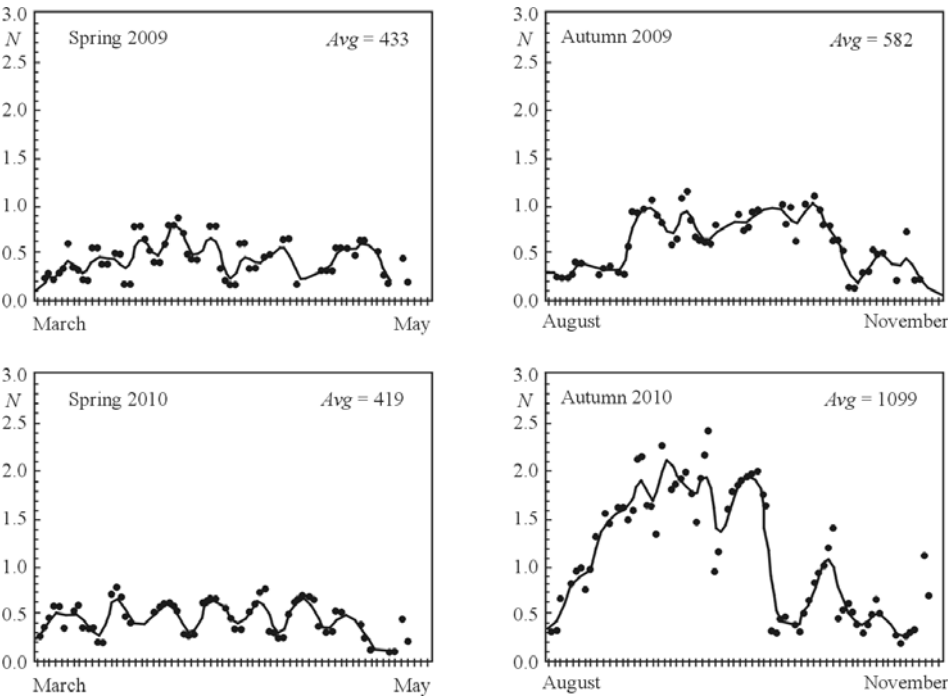 3.0
N
2.5
2.0
1.5
1.0
0.5
0.0
Spring 2009
Avg = 433
March
May
3.0
N
2.5
2.0
1.5
1.0
0.5
0.0
Autumn 2009
Avg = 582
August
November
3.0
N
2.5
2.0
1.5
1.0
0.5
0.0
Spring 2010
Avg = 419
March
May
3.0
N
2.5
2.0
1.5
1.0
0.5
0.0
Autumn 2010
Avg = 1099
August
November